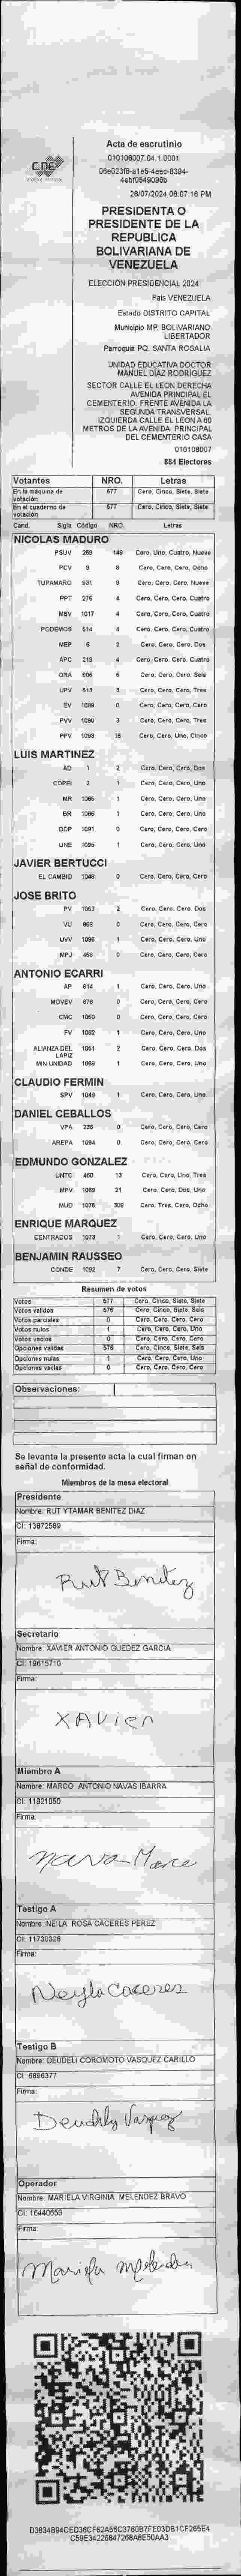 CNE
Acta de escrutinio
010108007.04.1.0001
28/07/2024 08:07:16 PM
PRESIDENTA O
PRESIDENTE DE LA
REPUBLICA
BOLIVARIANA DE
VENEZUELA
ELECCIÓN PRESIDENCIAL 2024
País VENEZUELA
Estado DISTRITO CAPITAL
Municipio MP. BOLIVARIANO
LIBERTADOR
Parroquia PQ. SANTA ROSALIA
UNIDAD EDUCATIVA DOCTOR
MANUEL DÍAZ RODRÍGUEZ
SECTOR CALLE EL LEON DERECHA
AVENIDA PRINCIPAL EL
CEMENTERIO. FRENTE AVENIDA LA
SEGUNDA TRANSVERSAL.
IZQUIERDA CALLE EL LEON A 60
METROS DE LA AVENIDA PRINCIPAL
DEL CEMENTERIO CASA
010108007
884 Electores
Votantes NRO. Letras
En la máquina de votación 577 Cero, Cinco, Siete, Siete
En el cuaderno de votación 577 Cero, Cinco, Siete, Siete
Cand. Sigla Código NRO. Letras
NICOLAS MADURO
PSUV 269 149 Cero, Uno, Cuatro, Nueve
PCV 9 8 Cero, Cero, Cero, Ocho
TUPAMARO 931 9 Cero, Cero, Cero, Nueve
PPT 276 4 Cero, Cero, Cero, Cuatro
MSV 1017 4 Cero, Cero, Cero, Cuatro
PODEMOS 514 4 Cero, Cero, Cero, Cuatro
MEP 6 2 Cero, Cero, Cero, Dos
APC 219 4 Cero, Cero, Cero, Cuatro
ORA 806 6 Cero, Cero, Cero, Seis
UPV 513 3 Cero, Cero, Cero, Tres
EV 1089 0 Cero, Cero, Cero, Cero
PVV 1090 3 Cero, Cero, Cero, Tres
PFV 1093 15 Cero, Cero, Uno, Cinco
LUIS MARTINEZ
AD 1 2 Cero, Cero, Cero, Dos
COPEI 2 1 Cero, Cero, Cero, Uno
MR 1065 1 Cero, Cero, Cero, Uno
BR 1066 1 Cero, Cero, Cero, Uno
DDP 1091 0 Cero, Cero, Cero, Cero
UNE 1095 1 Cero, Cero, Cero, Uno
JAVIER BERTUCCI
EL CAMBIO 1048 0 Cero, Cero, Cero, Cero
JOSE BRITO
PV 1053 2 Cero, Cero, Cero, Dos
VU 0 Cero, Cero, Cero, Cero
UVV 1096 1 Cero, Cero, Cero, Uno
MPJ 458 0 Cero, Cero, Cero, Cero
ANTONIO ECARRI
AP 814 1 Cero, Cero, Cero, Uno
MOVEV 878 0 Cero, Cero, Cero, Cero
CMC 1060 0 Cero, Cero, Cero, Cero
FV 1062 1 Cero, Cero, Cero, Uno
ALIANZA DEL LAPIZ 1051 2 Cero, Cero, Cero, Dos
MIN UNIDAD 1058 1 Cero, Cero, Cero, Uno
CLAUDIO FERMIN
SPV 1049 1 Cero, Cero, Cero, Uno
DANIEL CEBALLOS
VPA 236 0 Cero, Cero, Cero, Cero
AREPA 1094 0 Cero, Cero, Cero, Cero
EDMUNDO GONZALEZ
UNTC 460 13 Cero, Cero, Uno, Tres
MPV 1069 21 Cero, Cero, Dos, Uno
MUD 1078 308 Cero, Tres, Cero, Ocho
ENRIQUE MARQUEZ
CENTRADOS 1073 1 Cero, Cero, Cero, Uno
BENJAMIN RAUSSEO
CONDE 1092 7 Cero, Cero, Cero, Siete
Resumen de votos
Votos 577 Cero, Cinco, Siete, Siete
Votos validos 576 Cero, Cinco, Siete, Seis
Votos parciales 0 Cero, Cero, Cero, Cero
Votos nulos 1 Cero, Cero, Cero, Uno
Votos vacios 0 Cero, Cero, Cero, Cero
Opciones validas 576 Cero, Cinco, Siete, Seis
Opciones nulas 1 Cero, Cero, Cero, Uno
Opciones vacias 0 Cero, Cero, Cero, Cero
Observaciones:
Se levanta la presente acta la cual firman en
señal de conformidad.
Miembros de la mesa electoral
Presidente
Nombre: RUT YTAMAR BENITEZ DIAZ
CI: 13872589
Firma:
Rut Benitez
Secretario
Nombre: XAVIER ANTONIO GUEDEZ GARCIA
CI: 19615710
Firma:
XAVier
Miembro A
Nombre: MARCO ANTONIO NAVAS IBARRA
CI: 11921050
Firma:
Testigo A
Nombre: NEILA ROSA CACERES PEREZ
CI: 11730326
Firma:
Neyla Caceres
Testigo B
Nombre: DEUDELI COROMOTO VASQUEZ CARILLO
CI: 6896377
Firma:
Operador
Nombre: MARIELA VIRGINIA MELENDEZ BRAVO
CI: 16440659
Firma:
Mariela Melendez